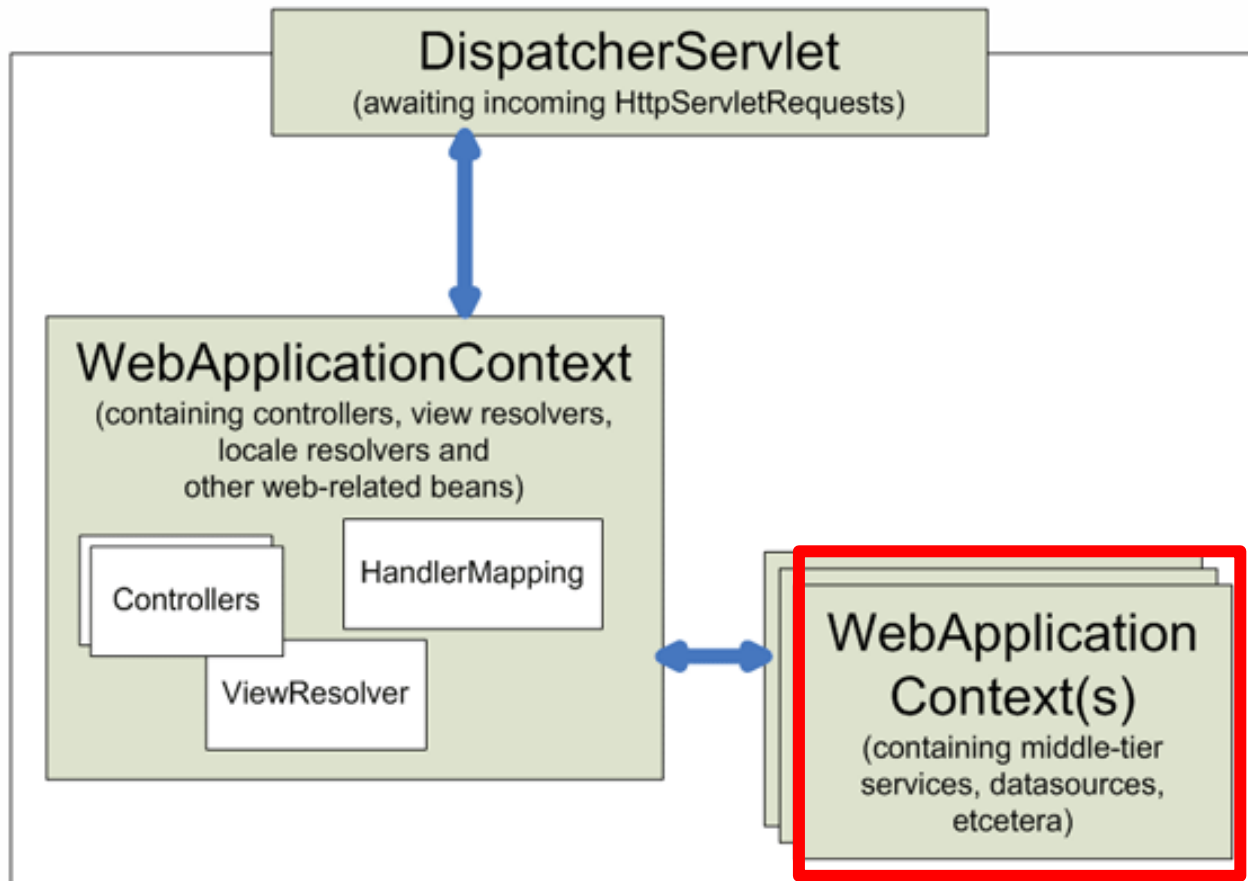 DispatcherServlet
(awaiting incoming HttpServletRequests)
WebApplicationContext
(containing controllers, view resolvers,
locale resolvers and
other web-related beans)
HandlerMapping
Controllers
ViewResolver
WebApplication
Context(s)
(containing middle-tier
services, datasources,
etcetera)